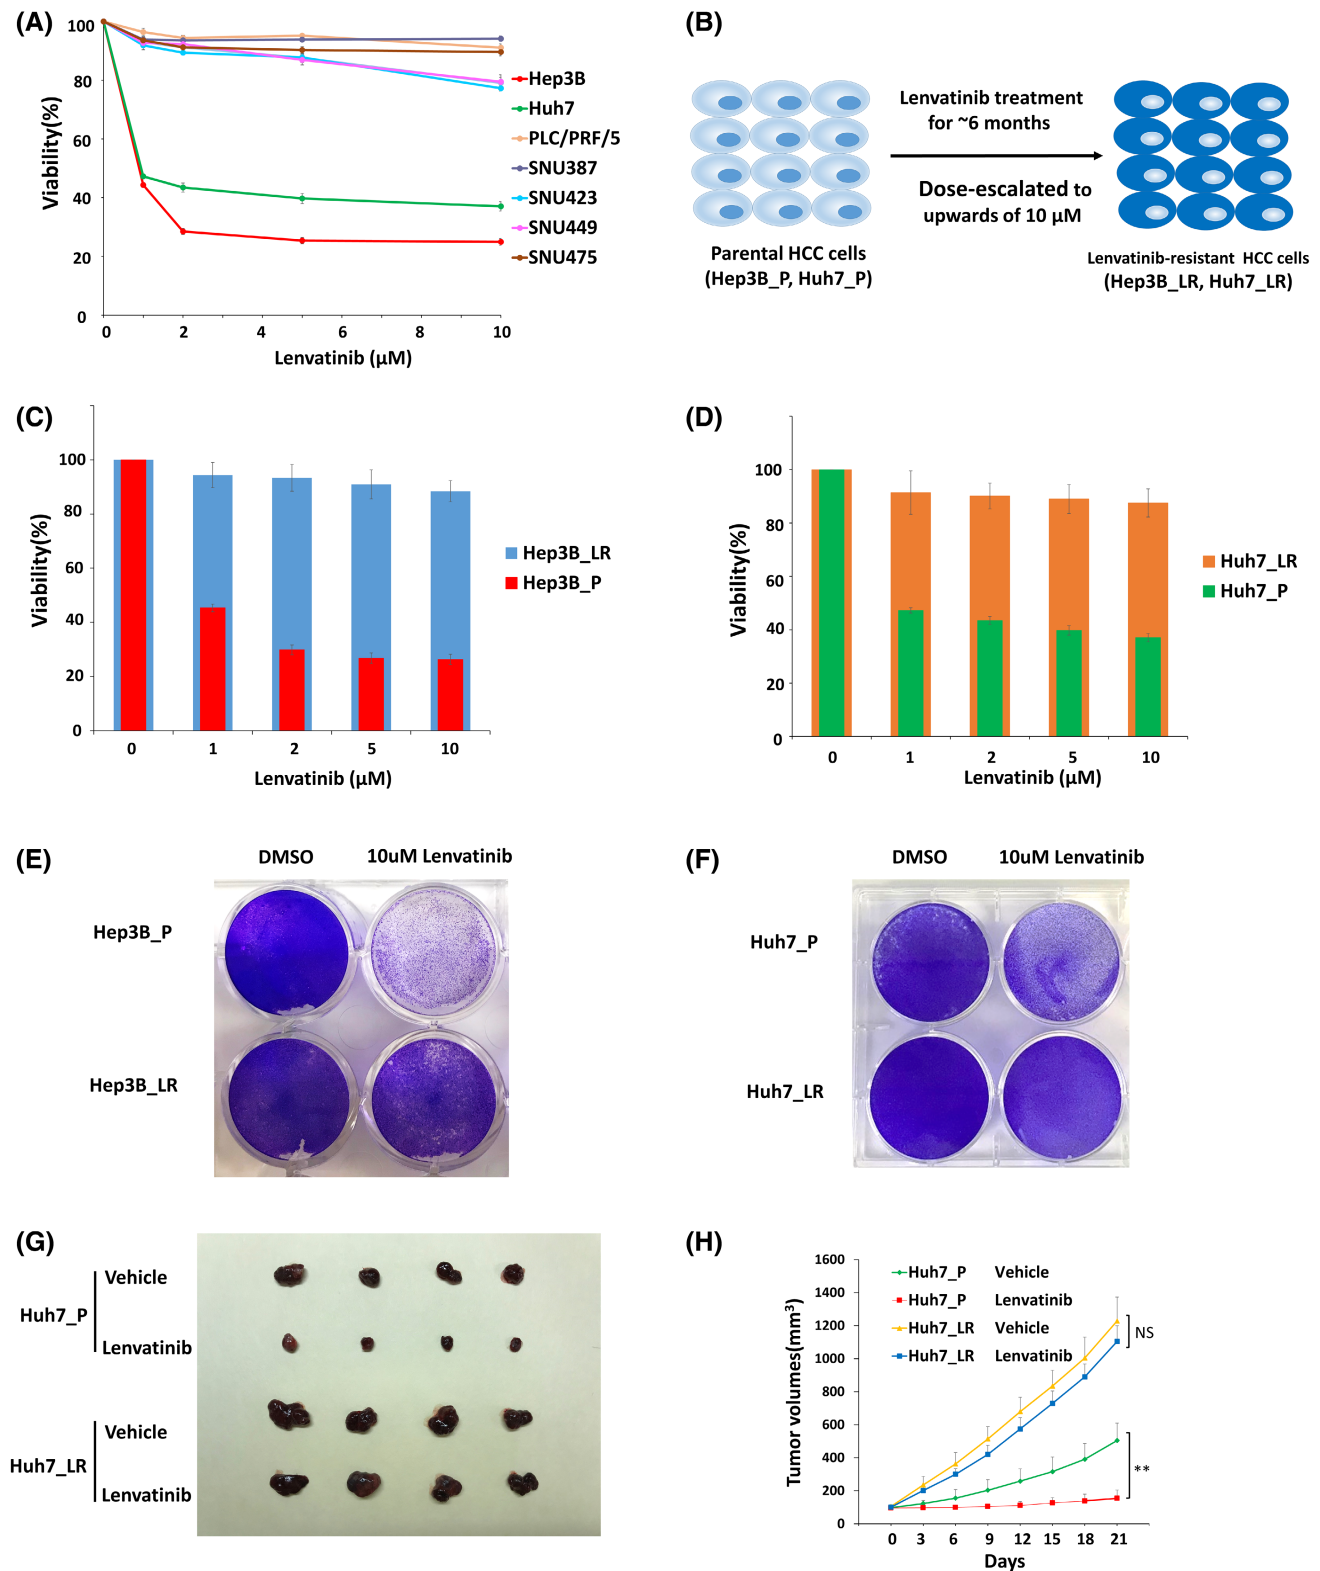 (A)
100
80
60
40
20
0
Viability(%)
0 2 4 6 8 10
Lenvatinib (µM)
Hep3B
Huh7
PLC/PRF/5
SNU387
SNU423
SNU449
SNU475
(B)
Lenvatinib treatment
for ~6 months
Dose-escalated to
upwards of 10 µM
Parental HCC cells
(Hep3B_P, Huh7_P)
Lenvatinib-resistant HCC cells
(Hep3B_LR, Huh7_LR)
(C)
100
80
60
40
20
0
Viability(%)
0 1 2 5 10
Lenvatinib (µM)
Hep3B_LR
Hep3B_P
(D)
100
80
60
40
20
0
Viability(%)
0 1 2 5 10
Lenvatinib (µM)
Huh7_LR
Huh7_P
(E)
DMSO 10uM Lenvatinib
Hep3B_P
Hep3B_LR
(F)
DMSO 10uM Lenvatinib
Huh7_P
Huh7_LR
(G)
Huh7_P
Vehicle
Lenvatinib
Huh7_LR
Vehicle
Lenvatinib
(H)
1600
1400
1200
1000
800
600
400
200
0
Tumor volumes(mm³)
Huh7_P Vehicle
Huh7_P Lenvatinib
Huh7_LR Vehicle
Huh7_LR Lenvatinib
NS
**
0 3 6 9 12 15 18 21
Days